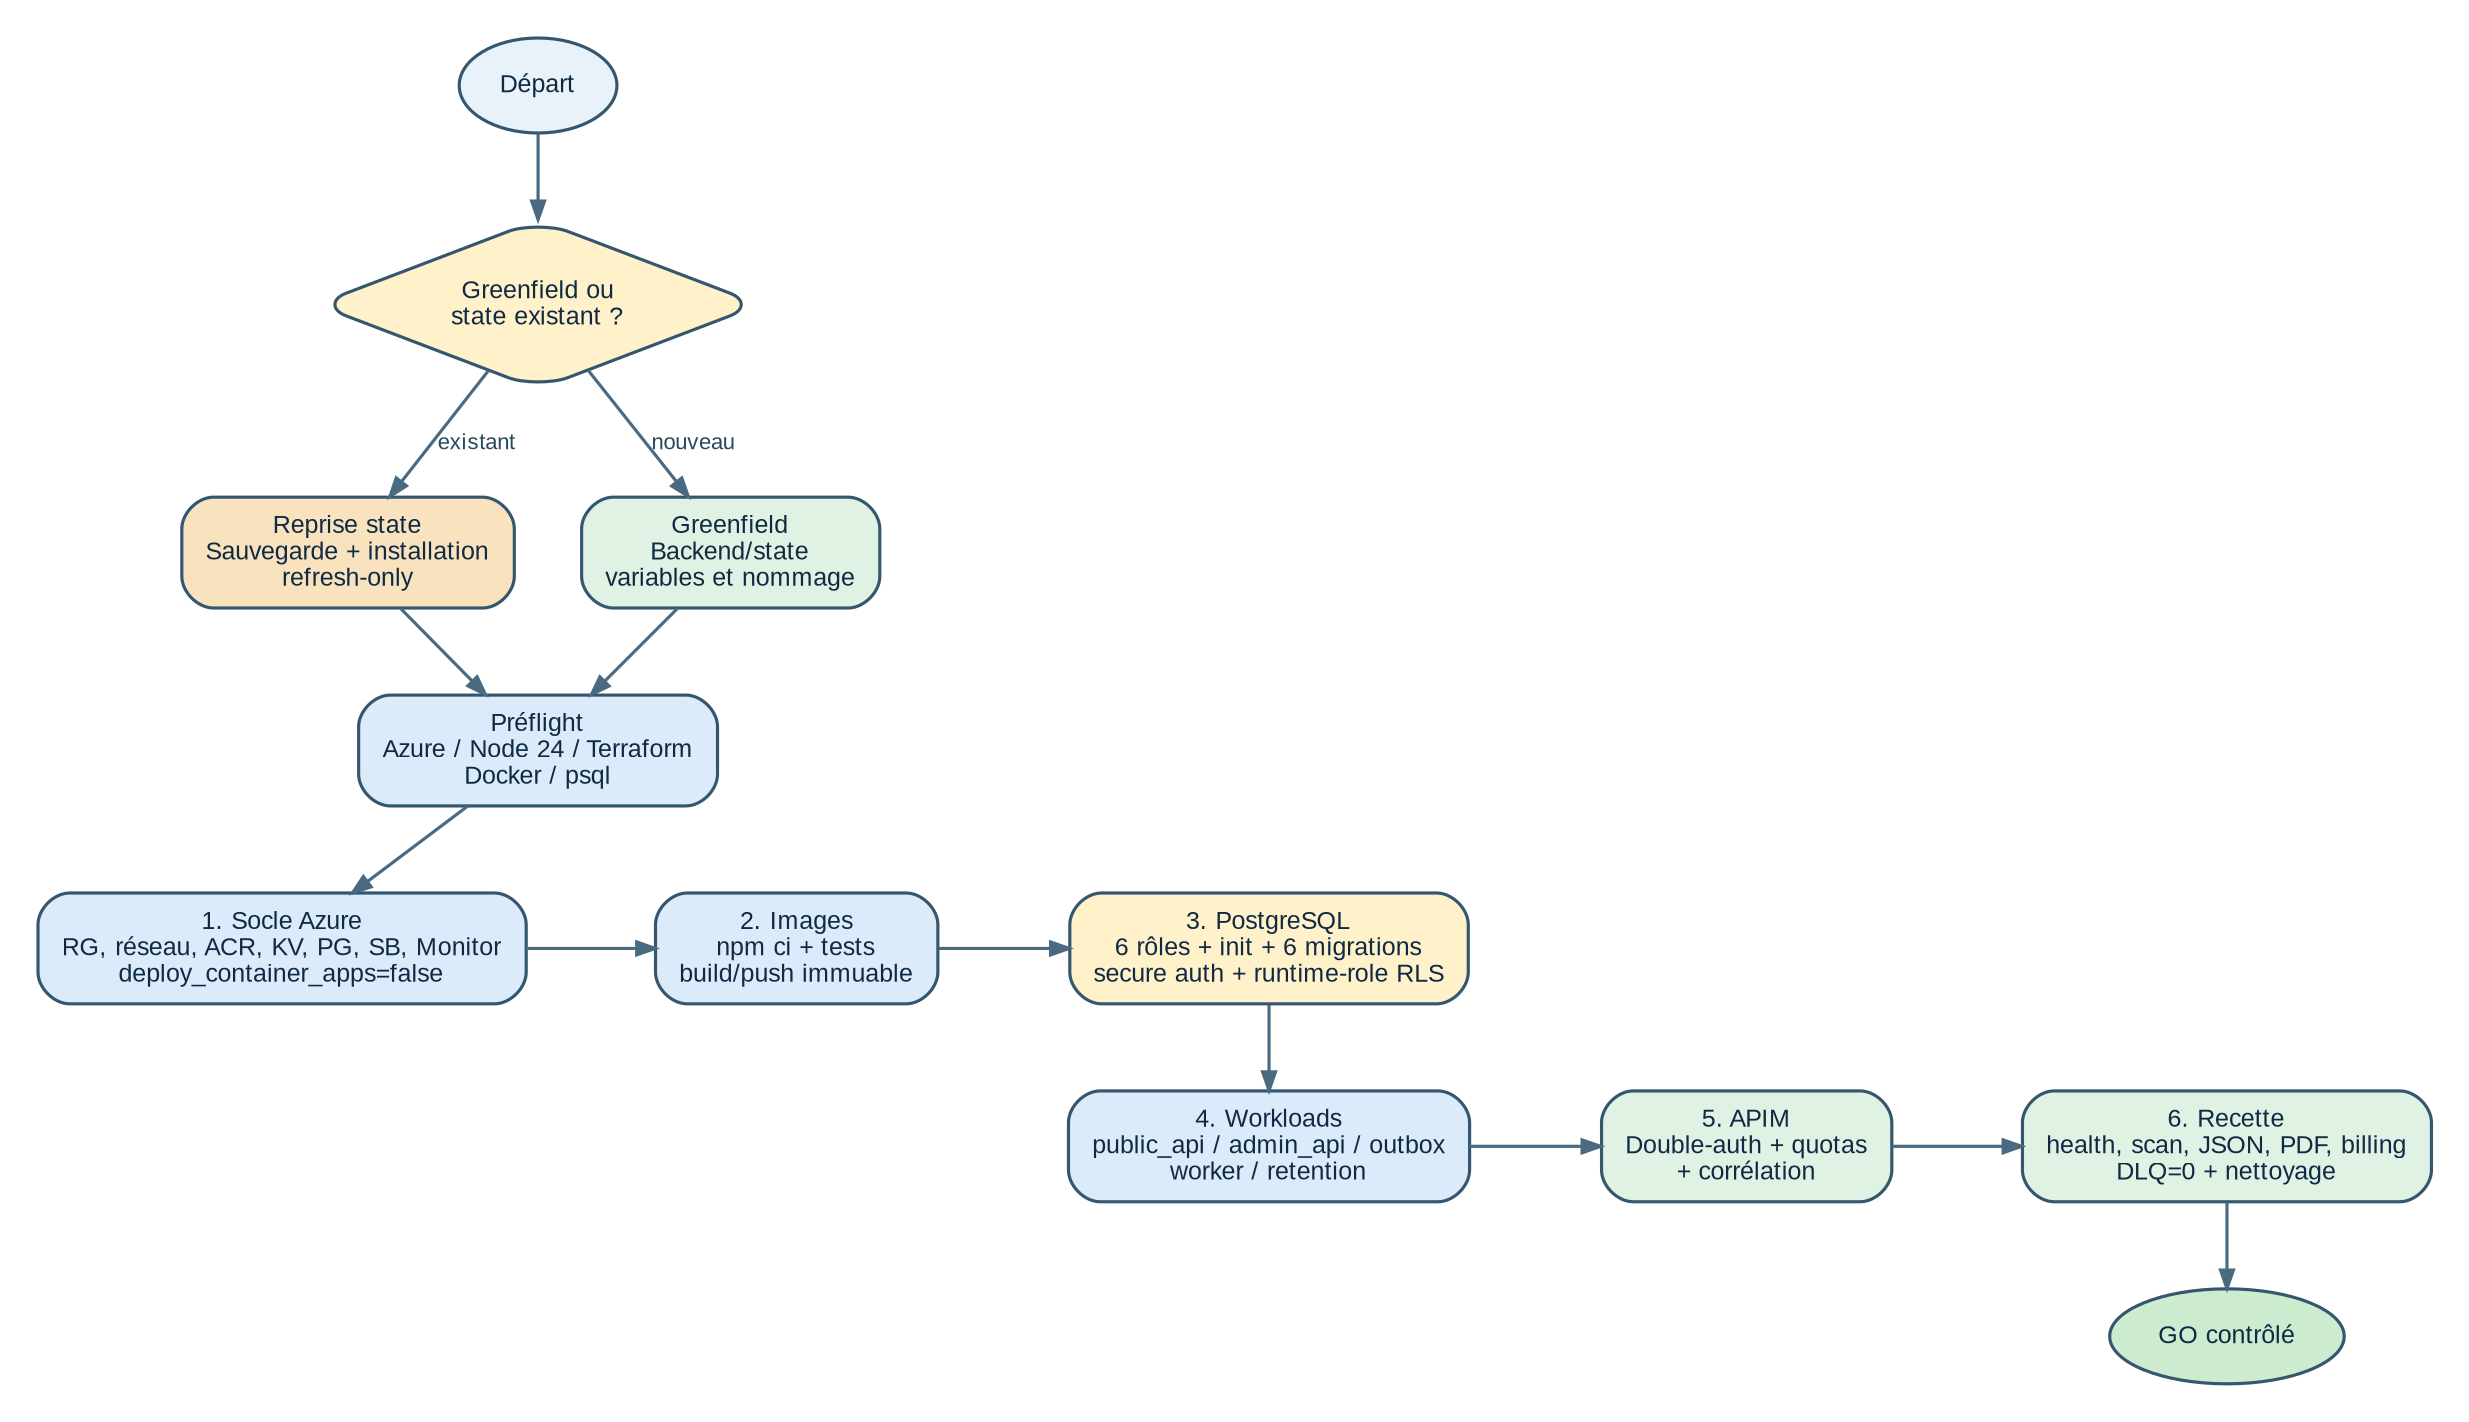 Départ
Greenfield ou
state existant ?
existant
nouveau
Reprise state
Sauvegarde + installation
refresh-only
Greenfield
Backend/state
variables et nommage
Préflight
Azure / Node 24 / Terraform
Docker / psql
1. Socle Azure
RG, réseau, ACR, KV, PG, SB, Monitor
deploy_container_apps=false
2. Images
npm ci + tests
build/push immuable
3. PostgreSQL
6 rôles + init + 6 migrations
secure auth + runtime-role RLS
4. Workloads
public_api / admin_api / outbox
worker / retention
5. APIM
Double-auth + quotas
+ corrélation
6. Recette
health, scan, JSON, PDF, billing
DLQ=0 + nettoyage
GO contrôlé